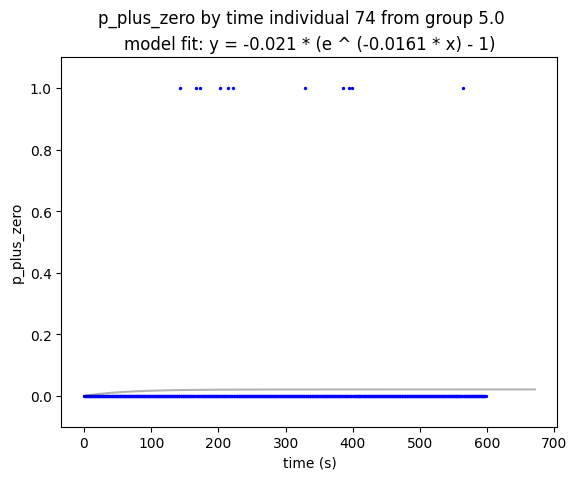 p_plus_zero by time individual 74 from group 5.0
model fit: y = -0.021 * (e ^ (-0.0161 * x) - 1)
1.0
0.8
0.6
0.4
0.2
0.0
p_plus_zero
0 100 200 300 400 500 600 700
time (s)